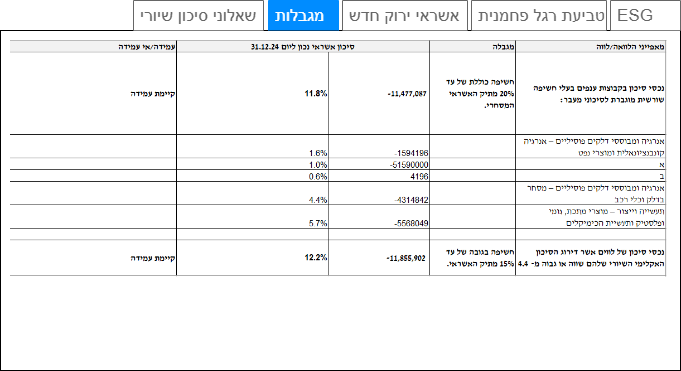 ESG
טביעת רגל פחמנית
אשראי ירוק חדש
מגבלות
שאלוני סיכון שיורי
מאפייני הלוואה/לווה
מגבלה
סיכון אשראי נכון ליום 31.12.24
עמידה/אי עמידה
נכסי סיכון בקבוצות ענפים בעלי חשיפה
שורשית מוגברת לסיכוני מעבר:
חשיפה כוללת של עד
20% מתיק האשראי
המסחרי.
-11,477,087
11.8%
קיימת עמידה
אנרגיה ומבוססי דלקים פוסיליים – אנרגיה
קונבנציונאלית ומוצרי נפט
-1594196
1.6%
א
-51590000
1.0%
ב
4196
0.6%
אנרגיה ומבוססי דלקים פוסיליים – מסחר
בדלק וכלי רכב
-4314842
4.4%
תעשייה וייצור – מוצרי מתכת, גומי
ופלסטיק ותעשיית הכימיקלים
-5568049
5.7%
נכסי סיכון של לווים אשר דירוג הסיכון
האקלימי השיורי שלהם שווה או גבוה מ- 4.4
חשיפה בגובה של עד
15% מתיק האשראי.
-11,855,902
12.2%
קיימת עמידה